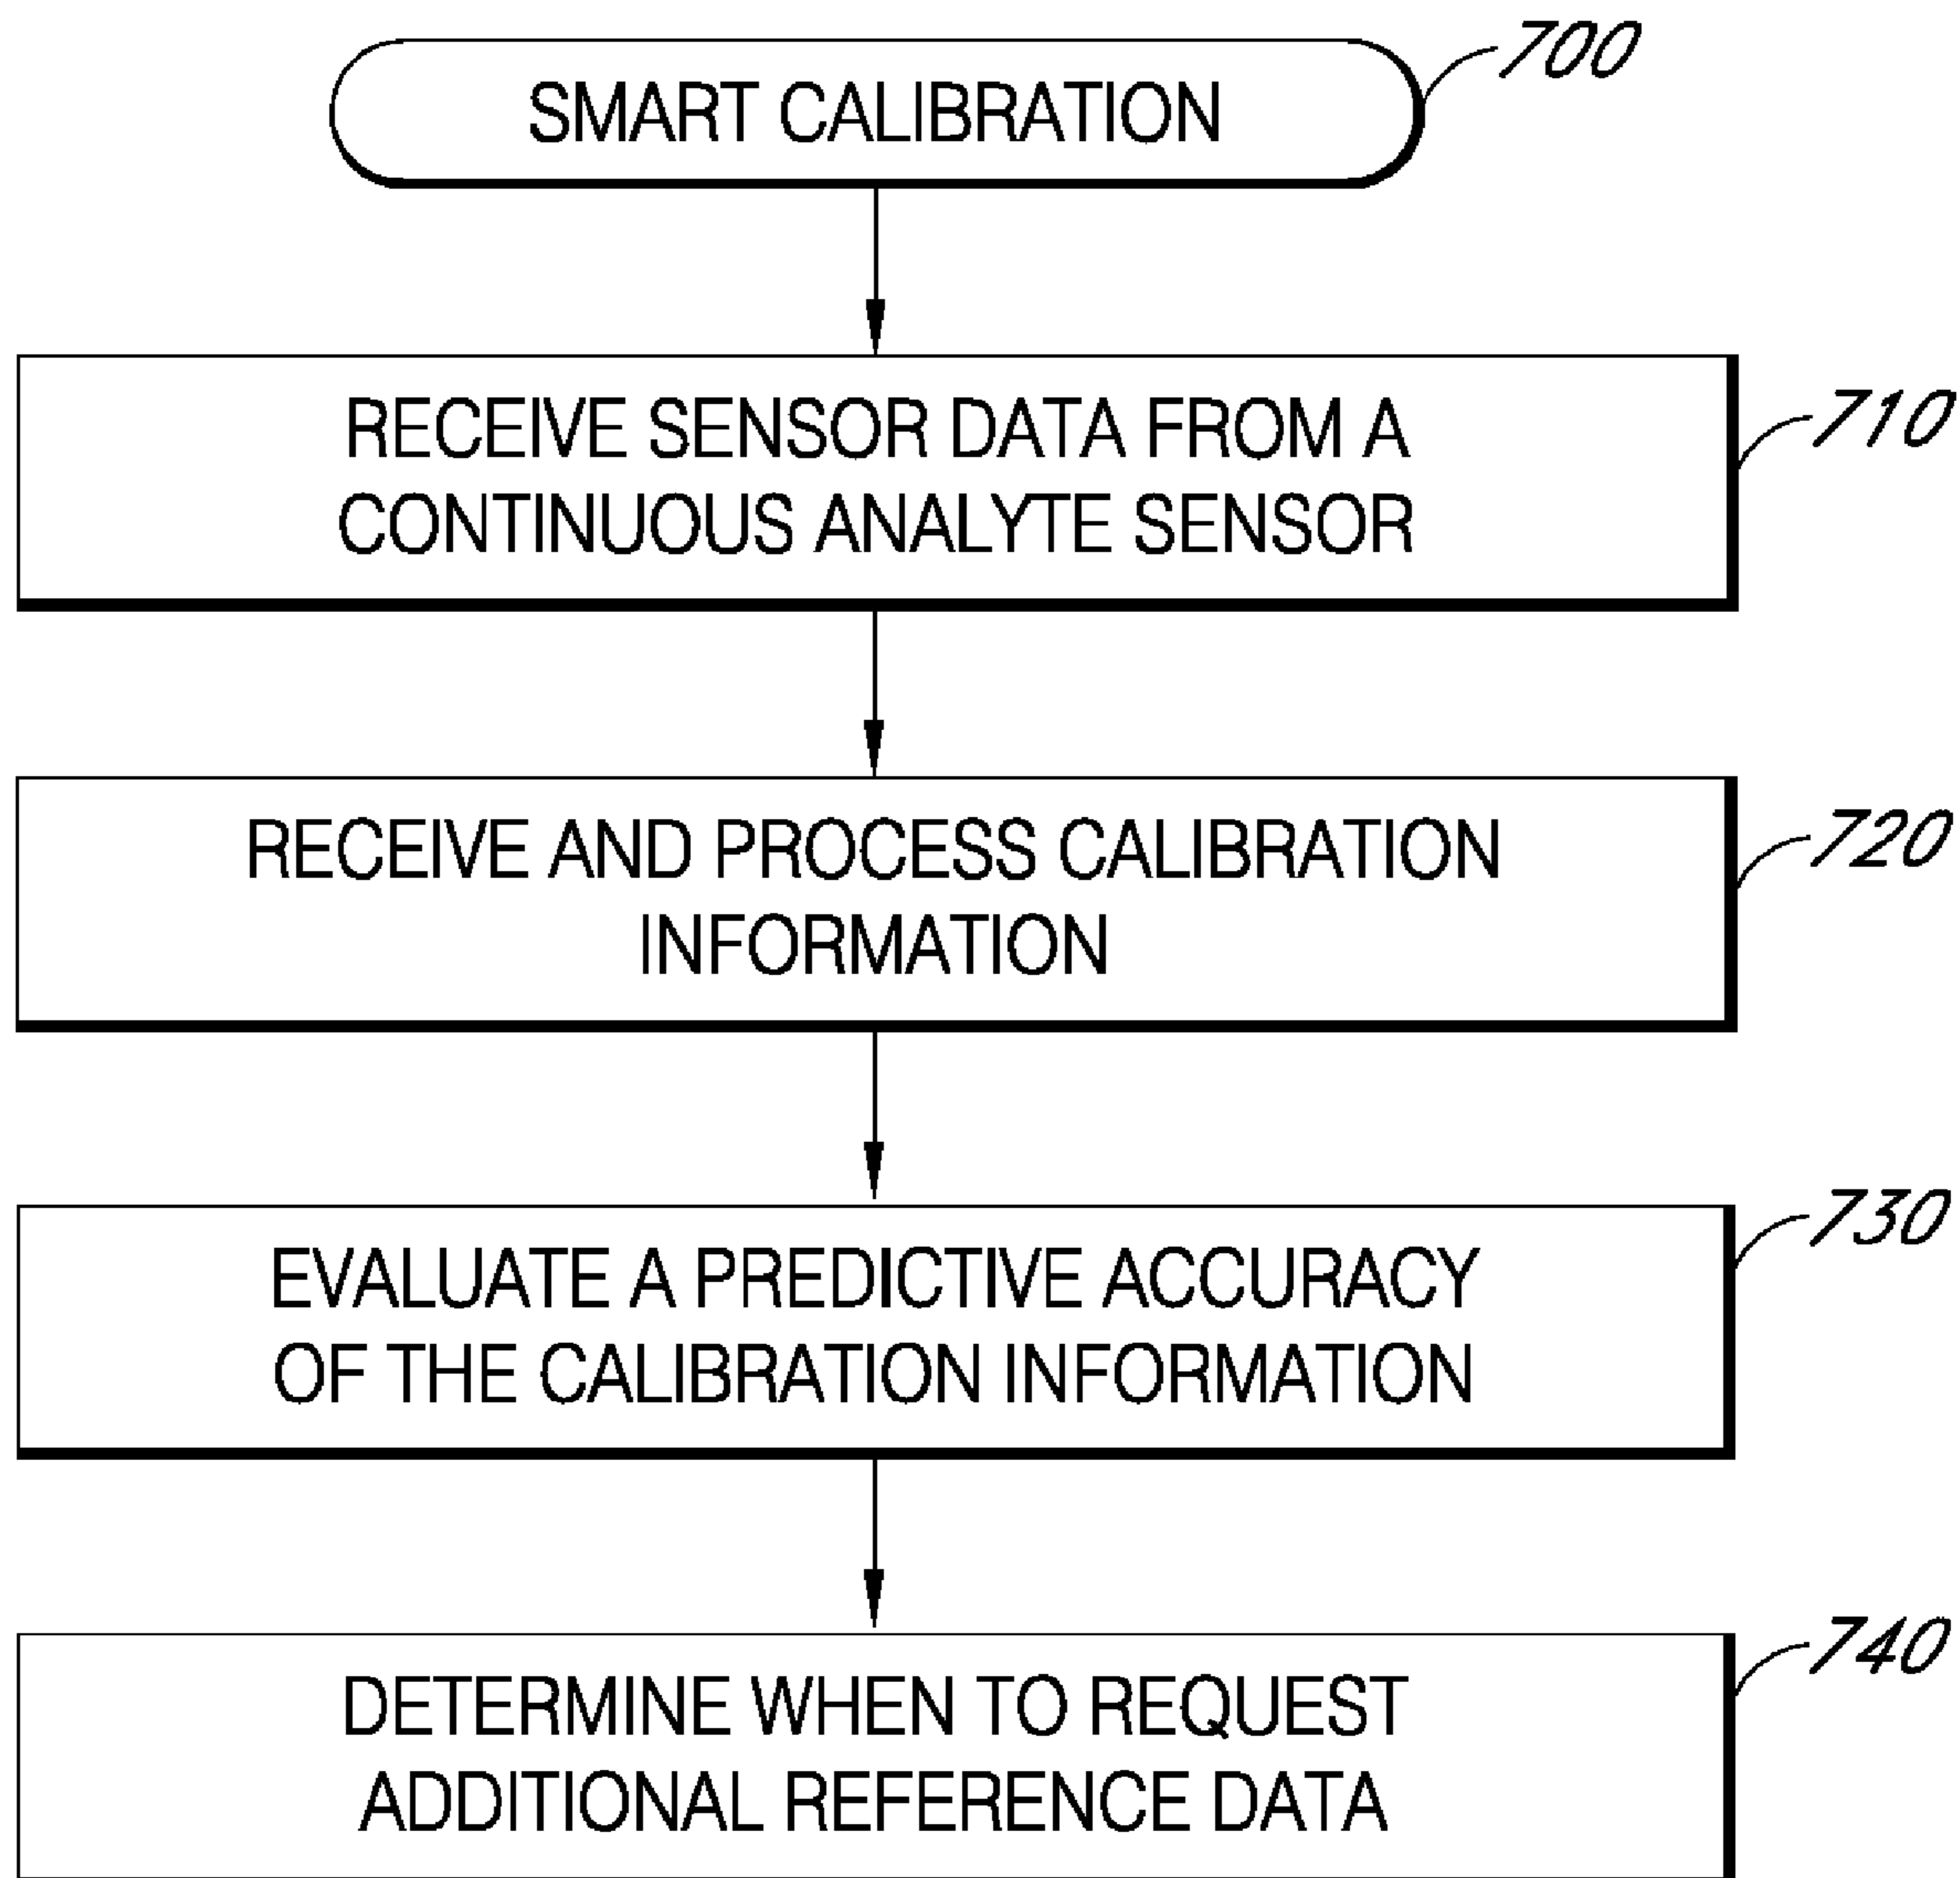 SMART CALIBRATION
700
RECEIVE SENSOR DATA FROM A
CONTINUOUS ANALYTE SENSOR
710
RECEIVE AND PROCESS CALIBRATION
INFORMATION
720
EVALUATE A PREDICTIVE ACCURACY
OF THE CALIBRATION INFORMATION
730
DETERMINE WHEN TO REQUEST
ADDITIONAL REFERENCE DATA
740